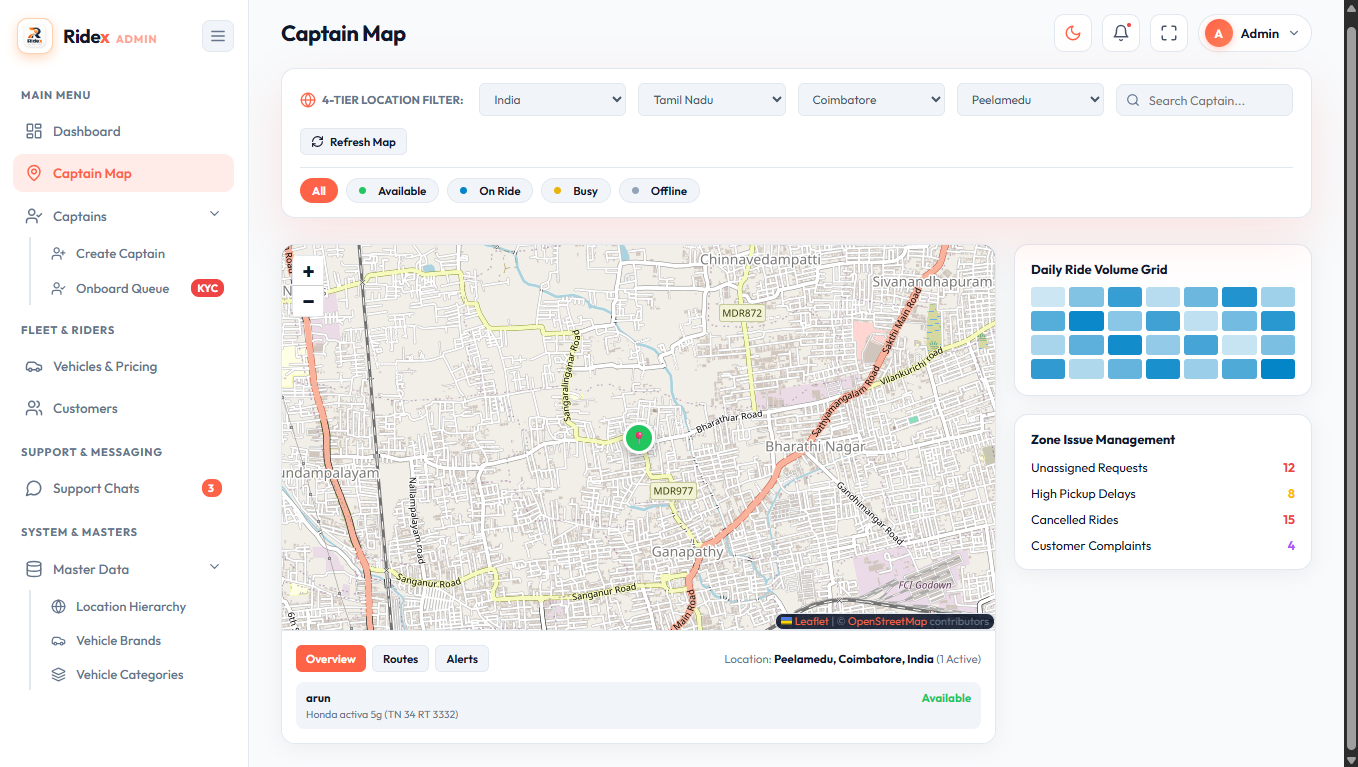 Ridex ADMIN
MAIN MENU
Dashboard
Captain Map
Captains
Create Captain
Onboard Queue KYC
FLEET & RIDERS
Vehicles & Pricing
Customers
SUPPORT & MESSAGING
Support Chats 3
SYSTEM & MASTERS
Master Data
Location Hierarchy
Vehicle Brands
Vehicle Categories
Captain Map
A Admin
4-TIER LOCATION FILTER: India Tamil Nadu Coimbatore Peelamedu Search Captain...
Refresh Map
All Available On Ride Busy Offline
+
−
Chinnavedampatti
Sivanandhapuram
MDR872
Sakthi Main Road
Sangaralinganar Road
Vilankurichi road
Sathyamangalam Road
Bharathiar Road
Bharathi Nagar
undampalayam
Nallampalayam road
MDR977
Gandhimangar Road
Ganapathy
FCI Godown
Sanganur Road
Sanganur Road
Main Road
6th S
Leaflet | © OpenStreetMap contributors
Overview Routes Alerts Location: Peelamedu, Coimbatore, India (1 Active)
arun Available
Honda activa 5g (TN 34 RT 3332)
Daily Ride Volume Grid
Zone Issue Management
Unassigned Requests 12
High Pickup Delays 8
Cancelled Rides 15
Customer Complaints 4